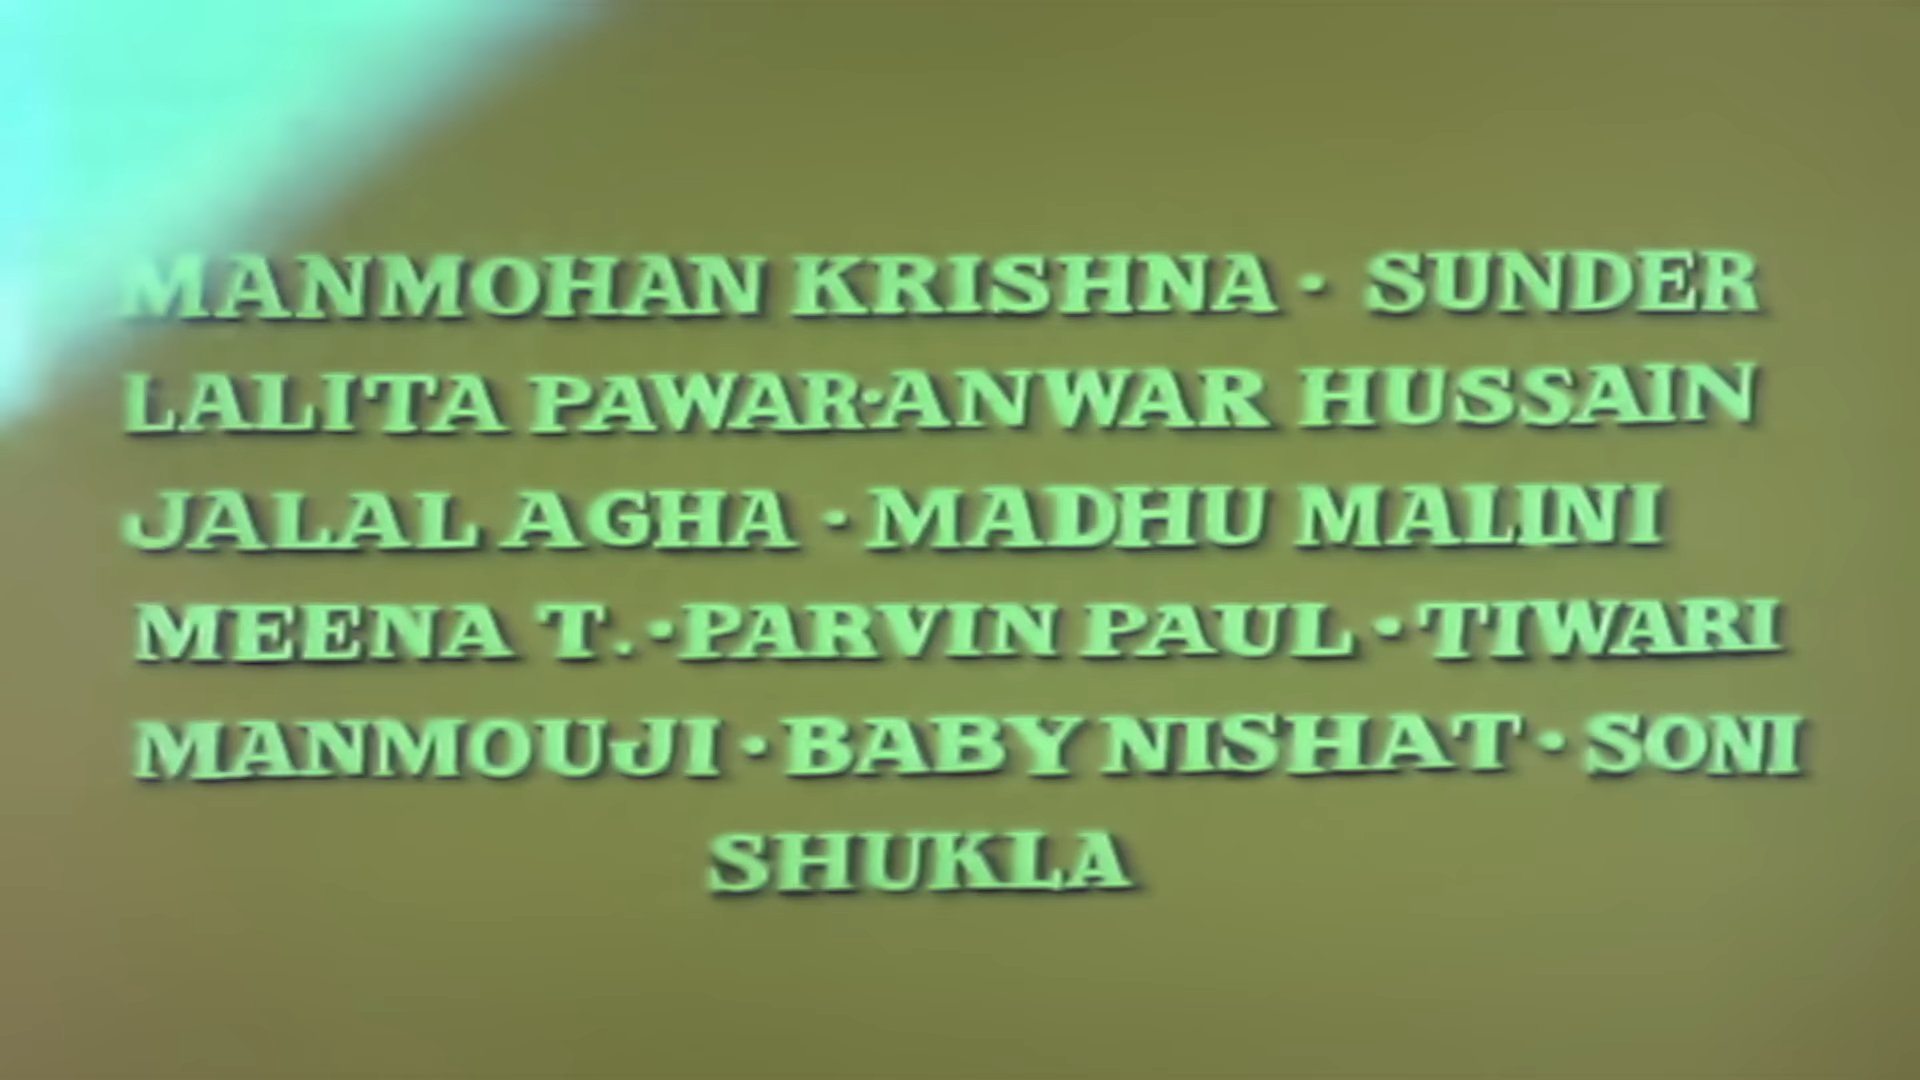 MANMOHAN KRISHNA · SUNDER
LALITA PAWAR·ANWAR HUSSAIN
JALAL AGHA · MADHU MALINI
MEENA T. · PARVIN PAUL · TIWARI
MANMOUJI · BABY NISHAT · SONI
SHUKLA